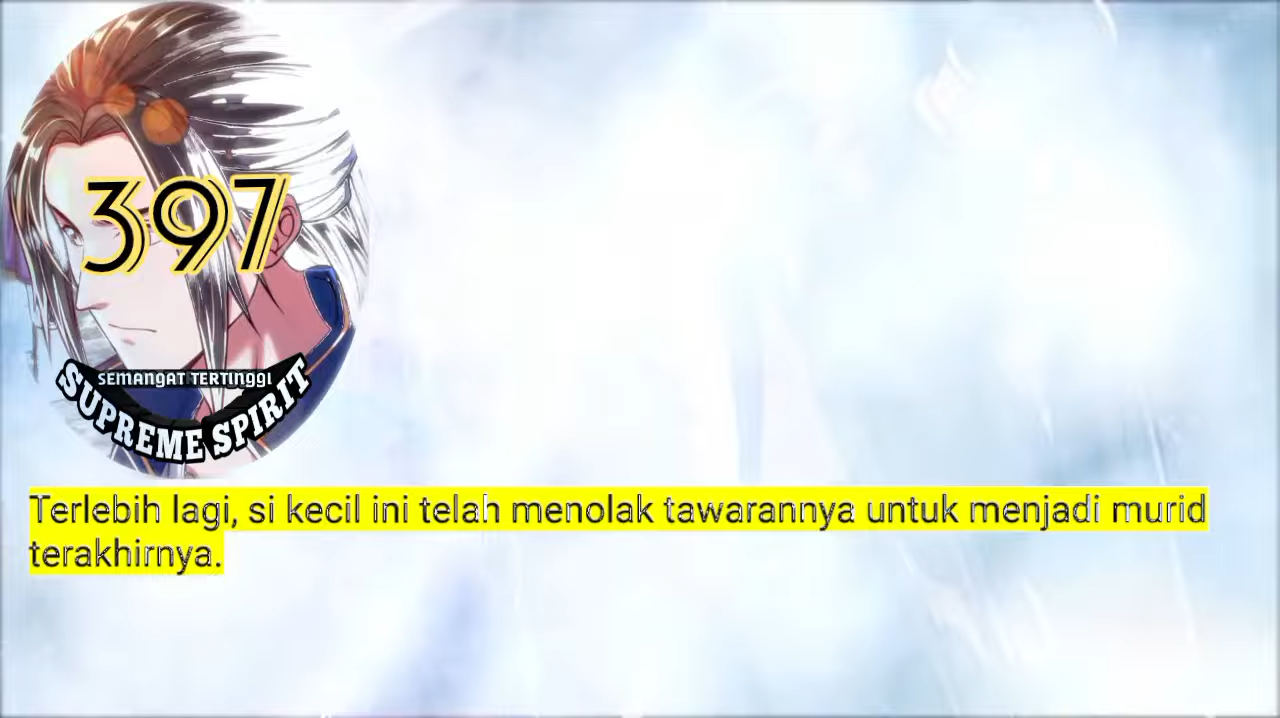 397
SEMANGAT TERTINGGI
SUPREME SPIRIT
Terlebih lagi, si kecil ini telah menolak tawarannya untuk menjadi murid
terakhirnya.